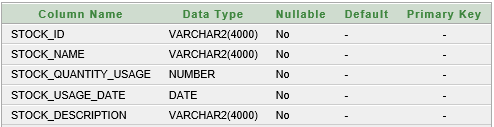 Column Name Data Type Nullable Default Primary Key
STOCK_ID VARCHAR2(4000) No - -
STOCK_NAME VARCHAR2(4000) No - -
STOCK_QUANTITY_USAGE NUMBER No - -
STOCK_USAGE_DATE DATE No - -
STOCK_DESCRIPTION VARCHAR2(4000) No - -